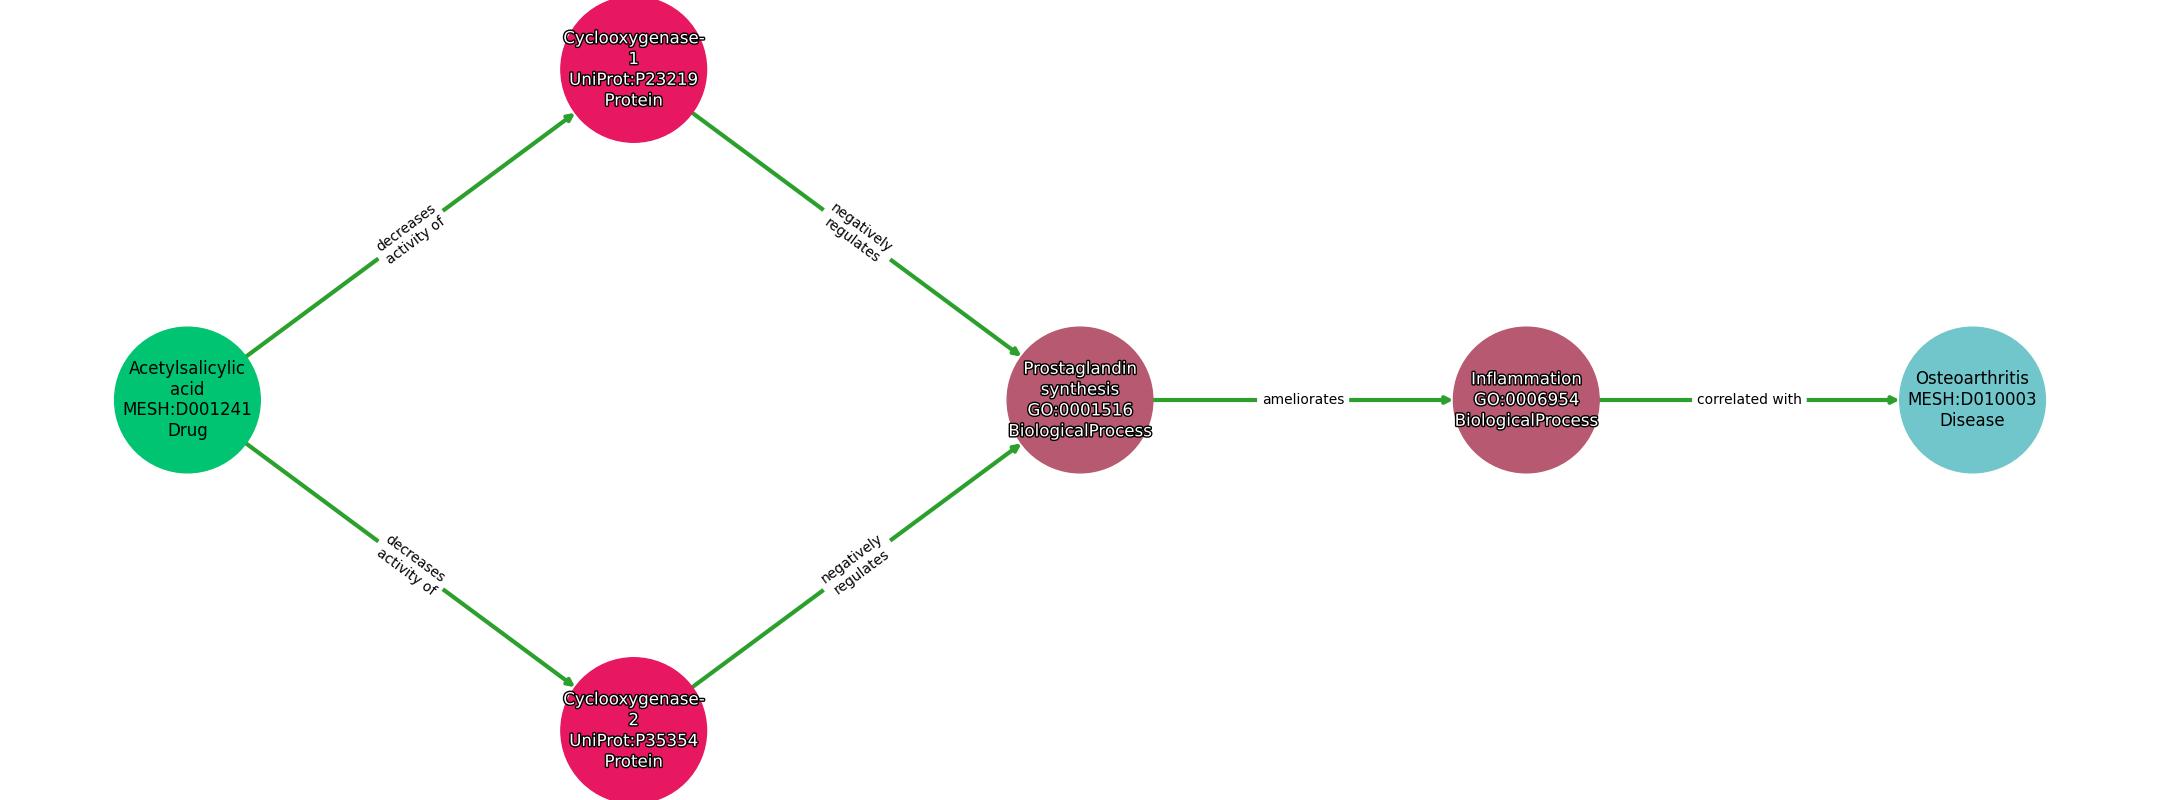 Cyclooxygenase-
1
UniProt:P23219
Protein
decreases
activity of
negatively
regulates
Acetylsalicylic
acid
MESH:D001241
Drug
Prostaglandin
synthesis
GO:0001516
BiologicalProcess
ameliorates
Inflammation
GO:0006954
BiologicalProcess
correlated with
Osteoarthritis
MESH:D010003
Disease
decreases
activity of
negatively
regulates
Cyclooxygenase-
2
UniProt:P35354
Protein